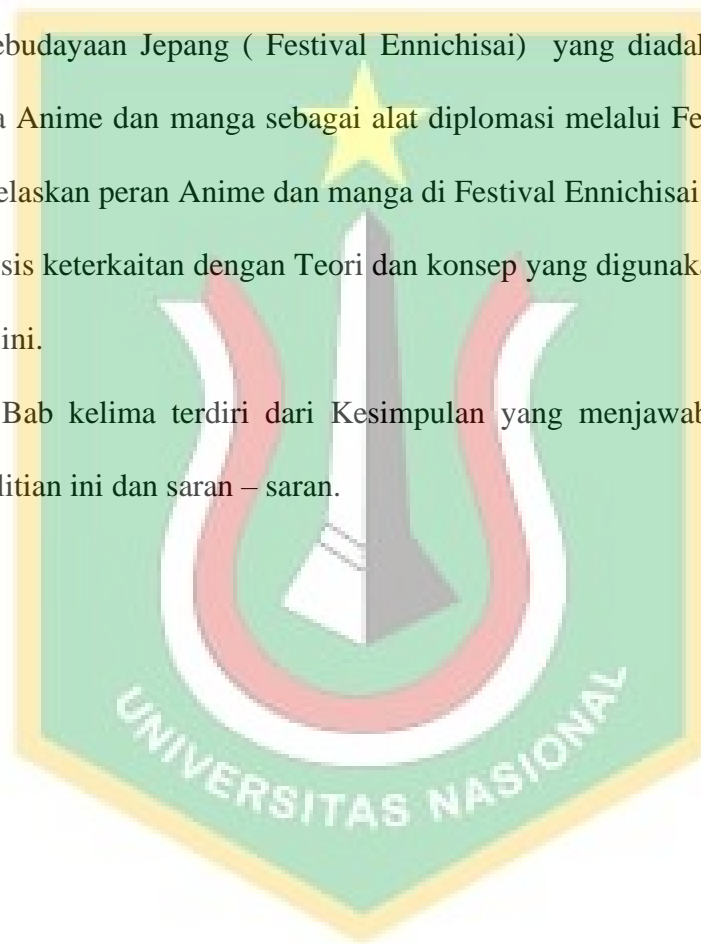 ebudayaan Jepang ( Festival Ennichisai) yang diadal
a Anime dan manga sebagai alat diplomasi melalui Fe
elaskan peran Anime dan manga di Festival Ennichisai
sis keterkaitan dengan Teori dan konsep yang digunaka
ini.
Bab kelima terdiri dari Kesimpulan yang menjawab
litian ini dan saran – saran.
UNIVERSITAS NASIONAL